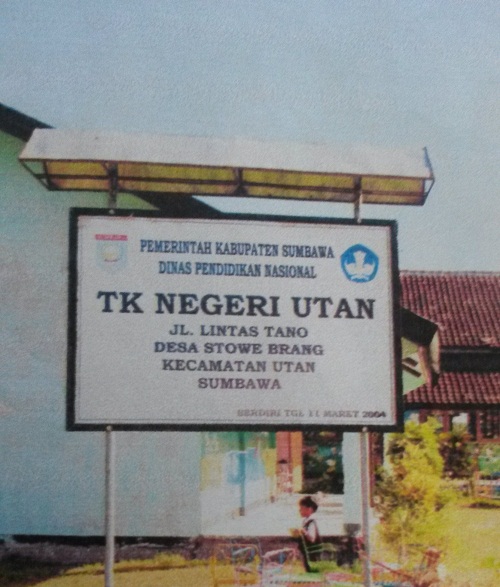 PEMERINTAH KABUPATEN SUMBAWA
DINAS PENDIDIKAN NASIONAL
TK NEGERI UTAN
JL. LINTAS TANO
DESA STOWE BRANG
KECAMATAN UTAN
SUMBAWA
BERDIRI TGL 11 MARET 2004